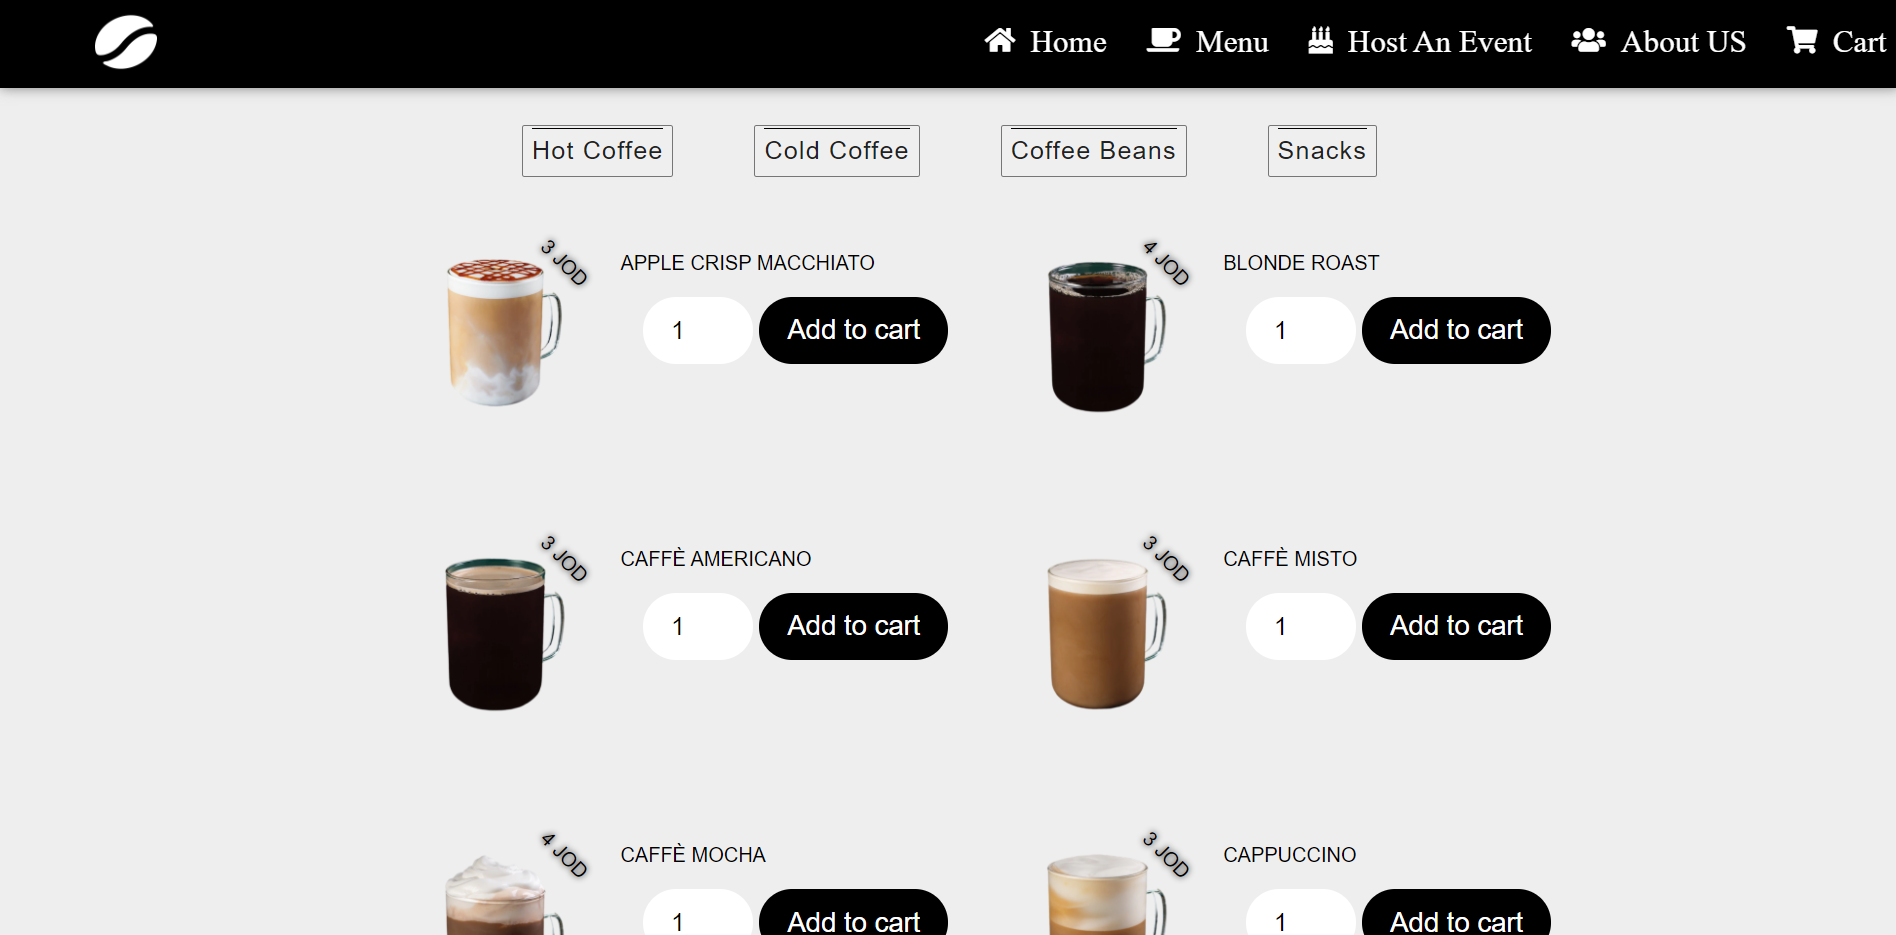 Home Menu Host An Event About US Cart
Hot Coffee Cold Coffee Coffee Beans Snacks
3 JOD
APPLE CRISP MACCHIATO
1 Add to cart
4 JOD
BLONDE ROAST
1 Add to cart
3 JOD
CAFFÈ AMERICANO
1 Add to cart
3 JOD
CAFFÈ MISTO
1 Add to cart
4 JOD
CAFFÈ MOCHA
1 Add to cart
3 JOD
CAPPUCCINO
1 Add to cart